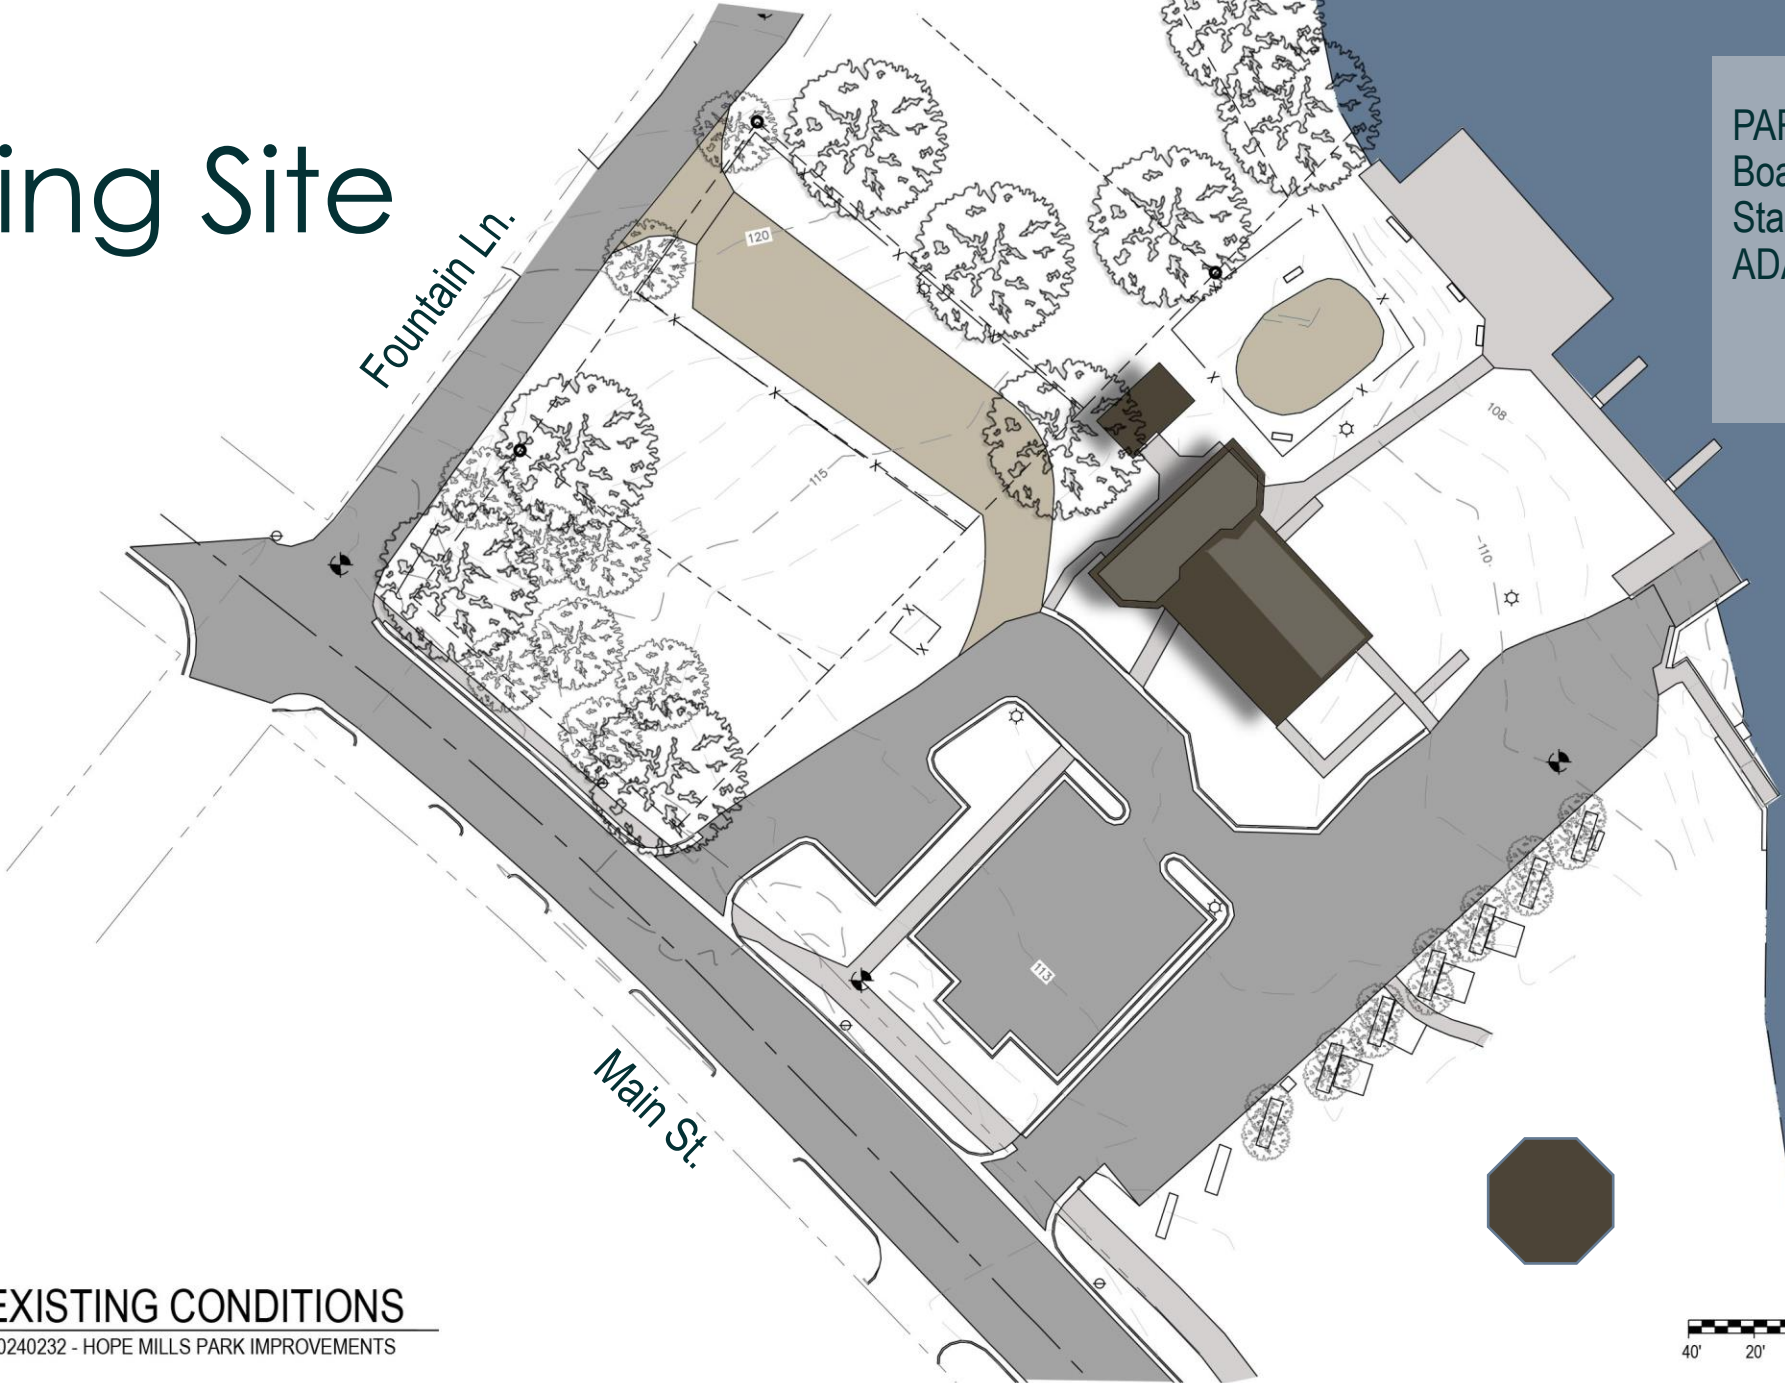 ing Site
PAR
Boa
Sta
ADA
Fountain Ln.
120
108
115
110
113
Main St.
EXISTING CONDITIONS
0240232 - HOPE MILLS PARK IMPROVEMENTS
40' 20'